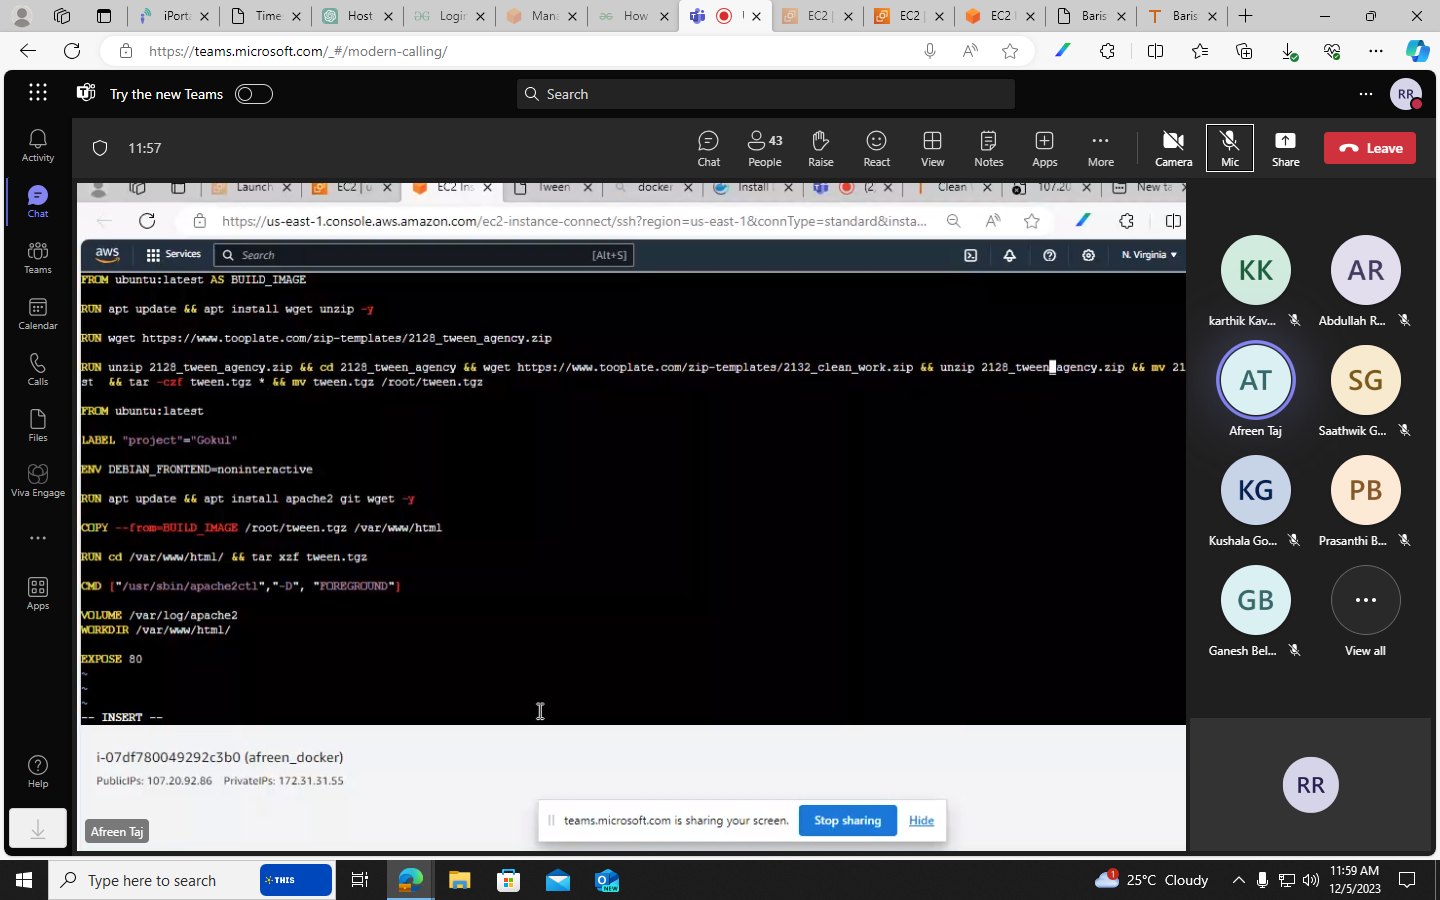 iPorta
Time
Host
Login
Mana
How
EC2 |
EC2 |
EC2 I
Baris
Baris
https://teams.microsoft.com/_#/modern-calling/
Try the new Teams
Search
RR
Activity
Chat
Teams
Calendar
Calls
Files
Viva Engage
Apps
Help
11:57
Chat
People
43
Raise
React
View
Notes
Apps
More
Camera
Mic
Share
Leave
Launch
EC2 | u
EC2 Ins
Tween
docker
Install
(2)
Clean
107.20
New ta
https://us-east-1.console.aws.amazon.com/ec2-instance-connect/ssh?region=us-east-1&connType=standard&insta...
aws
Services
Search
[Alt+S]
N. Virginia
FROM ubuntu:latest AS BUILD_IMAGE
RUN apt update && apt install wget unzip -y
RUN wget https://www.tooplate.com/zip-templates/2128_tween_agency.zip
RUN unzip 2128_tween_agency.zip && cd 2128_tween_agency && wget https://www.tooplate.com/zip-templates/2132_clean_work.zip && unzip 2128_tween_agency.zip && mv 21
st && tar -czf tween.tgz * && mv tween.tgz /root/tween.tgz
FROM ubuntu:latest
LABEL "project"="Gokul"
ENV DEBIAN_FRONTEND=noninteractive
RUN apt update && apt install apache2 git wget -y
COPY --from=BUILD_IMAGE /root/tween.tgz /var/www/html
RUN cd /var/www/html/ && tar xzf tween.tgz
CMD ["/usr/sbin/apache2ctl","-D", "FOREGROUND"]
VOLUME /var/log/apache2
WORKDIR /var/www/html/
EXPOSE 80
~
~
~
-- INSERT --
i-07df780049292c3b0 (afreen_docker)
PublicIPs: 107.20.92.86 PrivateIPs: 172.31.31.55
Afreen Taj
teams.microsoft.com is sharing your screen.
Stop sharing
Hide
KK
karthik Kav...
AR
Abdullah R...
AT
Afreen Taj
SG
Saathwik G...
KG
Kushala Go...
PB
Prasanthi B...
GB
Ganesh Bel...
View all
RR
Type here to search
THIS
NEW
1
25°C Cloudy
11:59 AM
12/5/2023